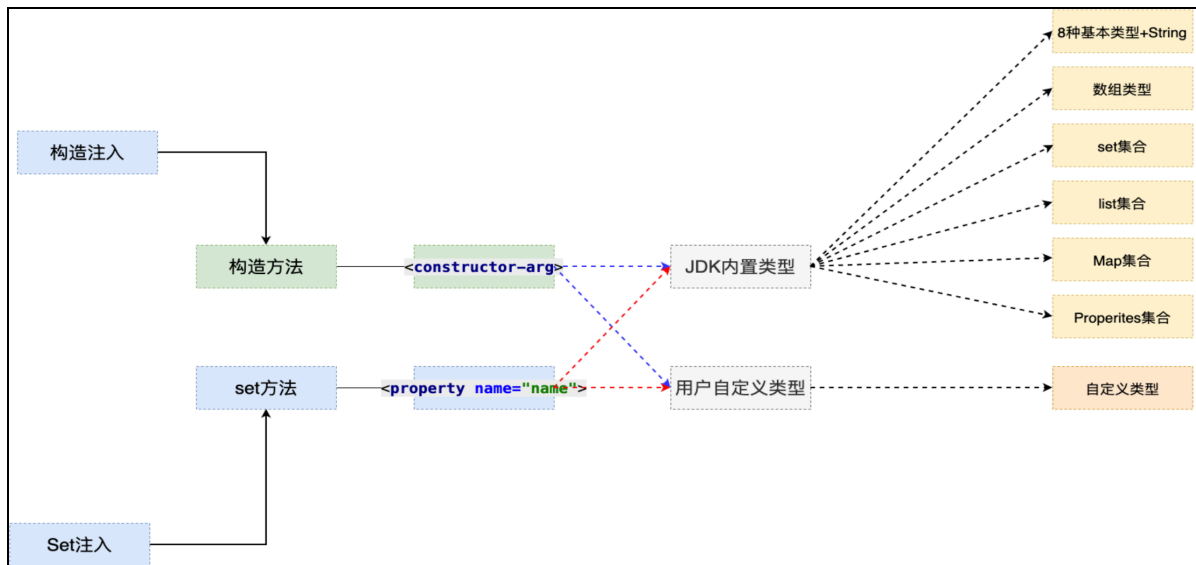 8种基本类型+String
数组类型
构造注入
set集合
list集合
构造方法
<constructor-arg>
JDK内置类型
Map集合
Properites集合
set方法
<property name="name">
用户自定义类型
自定义类型
Set注入